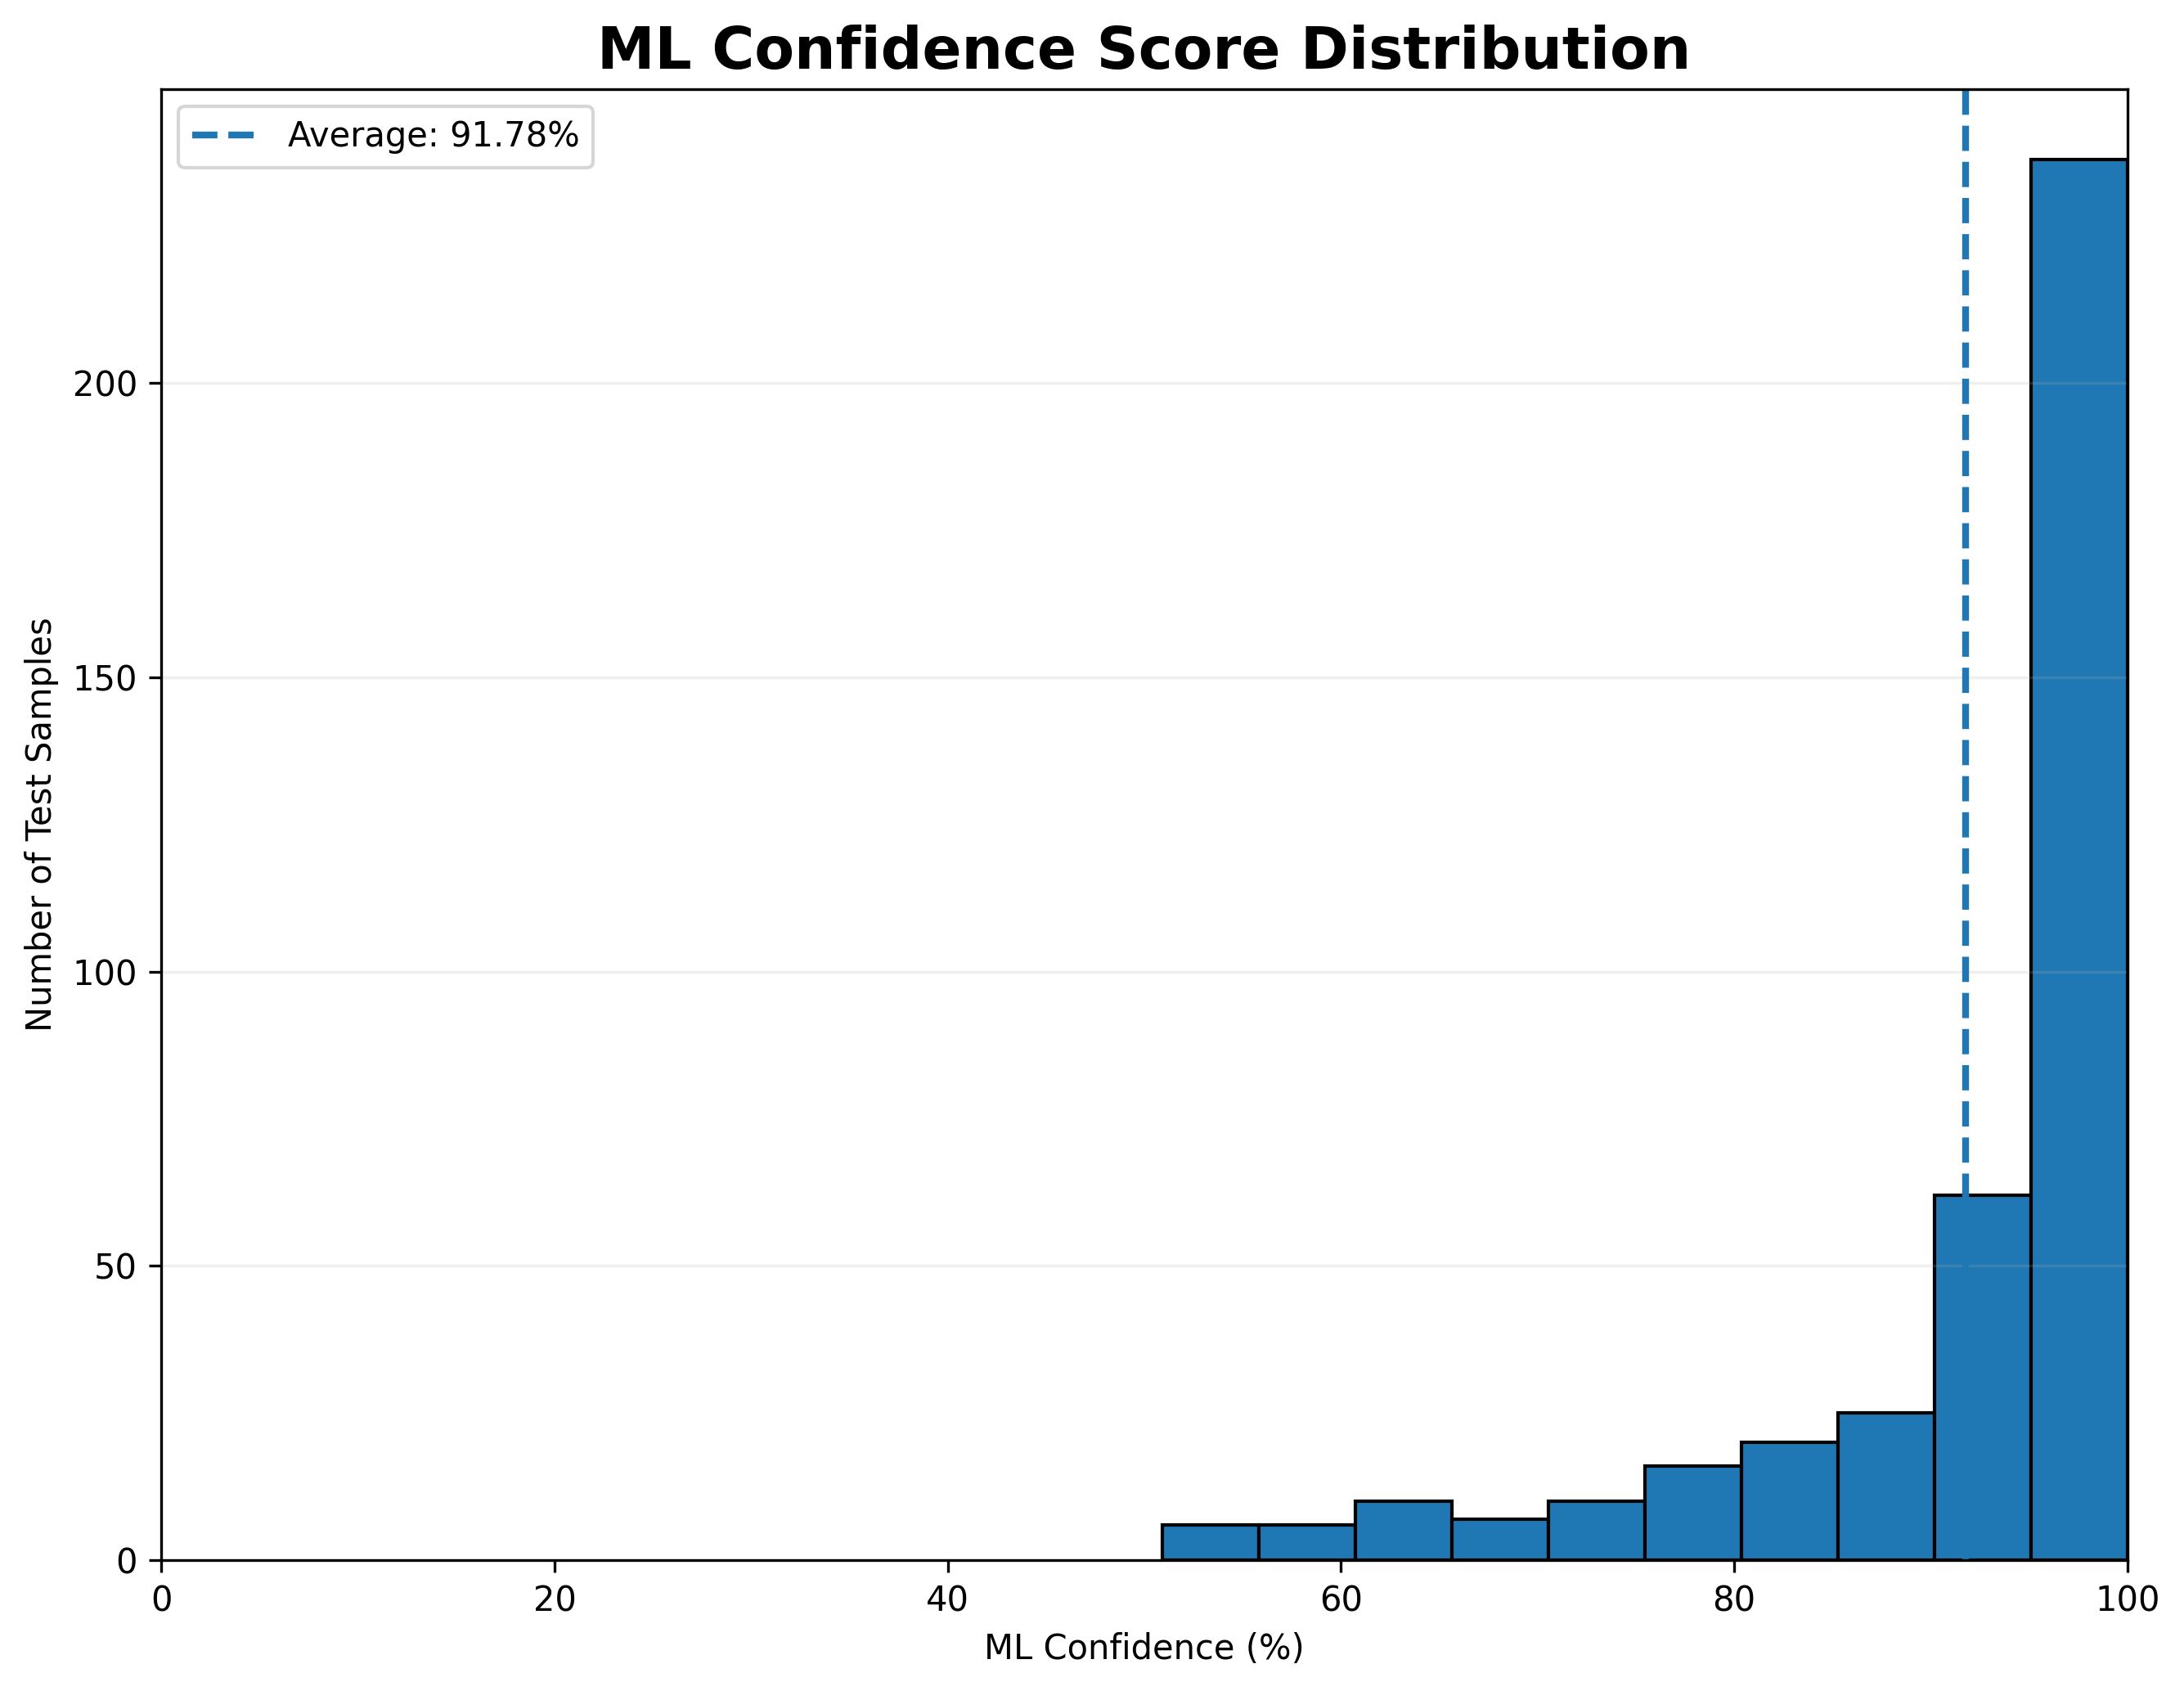 ML Confidence Score Distribution
Average: 91.78%
Number of Test Samples
200
150
100
50
0
0 20 40 60 80 100
ML Confidence (%)